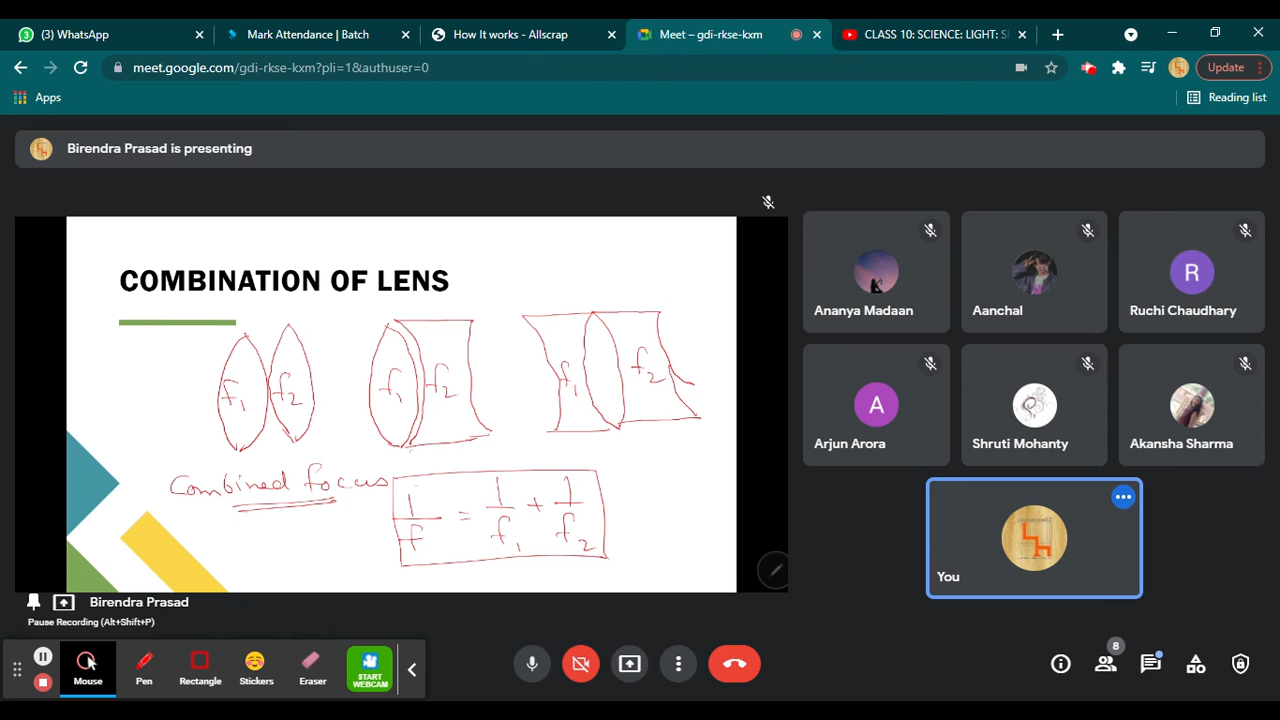 (3) WhatsApp
Mark Attendance | Batch
How It works - Allscrap
Meet – gdi-rkse-kxm
CLASS 10: SCIENCE: LIGHT: S
meet.google.com/gdi-rkse-kxm?pli=1&authuser=0
Update
Apps
Reading list
Birendra Prasad is presenting
COMBINATION OF LENS
f1 f2
f1 f2
f1 f2
Combined focus
1/f = 1/f1 + 1/f2
Ananya Madaan
Aanchal
R
Ruchi Chaudhary
A
Arjun Arora
Shruti Mohanty
Akansha Sharma
You
Birendra Prasad
Pause Recording (Alt+Shift+P)
Mouse
Pen
Rectangle
Stickers
Eraser
START
WEBCAM
8